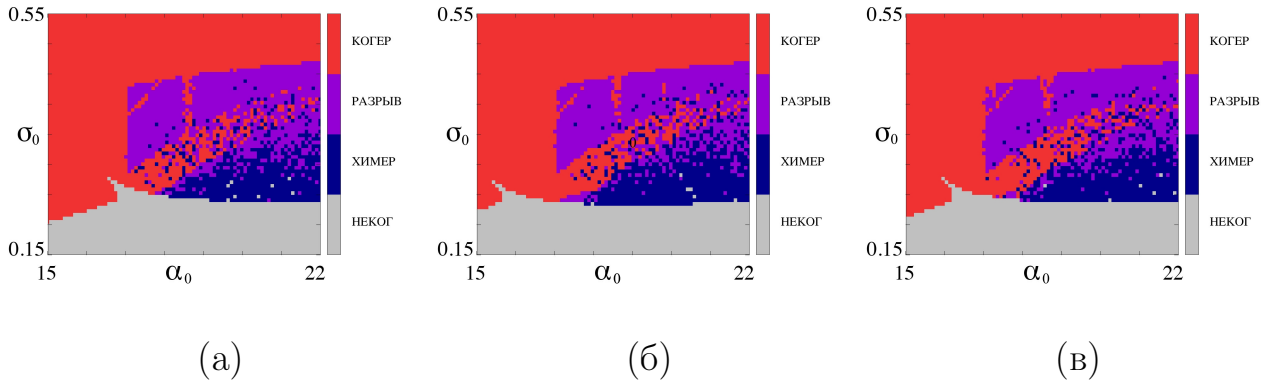 0.55
σ0
0.15
15
α0
22
КОГЕР
РАЗРЫВ
ХИМЕР
НЕКОГ
(а)
0.55
σ0
0.15
15
α0
22
КОГЕР
РАЗРЫВ
ХИМЕР
НЕКОГ
(б)
0.55
σ0
0.15
15
α0
22
КОГЕР
РАЗРЫВ
ХИМЕР
НЕКОГ
(в)